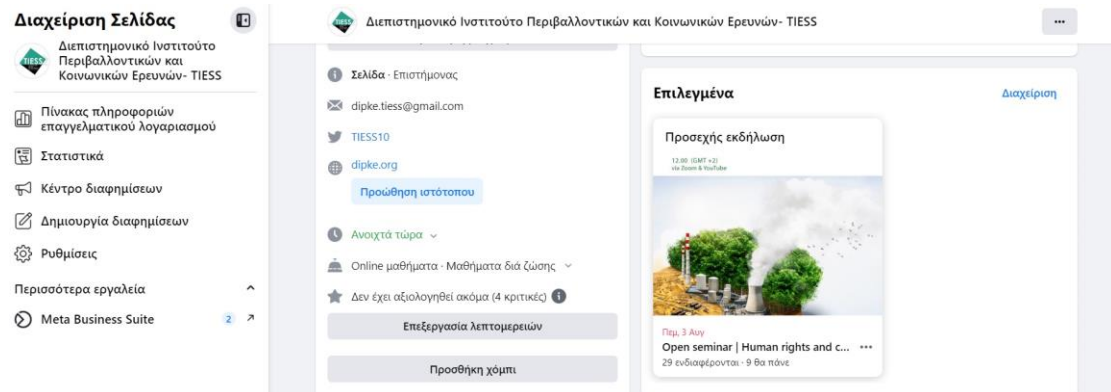 Διαχείριση Σελίδας
Διεπιστημονικό Ινστιτούτο
Περιβαλλοντικών και
Κοινωνικών Ερευνών- TIESS
Πίνακας πληροφοριών
επαγγελματικού λογαριασμού
Στατιστικά
Κέντρο διαφημίσεων
Δημιουργία διαφημίσεων
Ρυθμίσεις
Περισσότερα εργαλεία
Meta Business Suite 2
Διεπιστημονικό Ινστιτούτο Περιβαλλοντικών και Κοινωνικών Ερευνών- TIESS
Σελίδα · Επιστήμονας
dipke.tiess@gmail.com
TIESS10
dipke.org
Προώθηση ιστότοπου
Ανοιχτά τώρα
Online μαθήματα · Μαθήματα διά ζώσης
Δεν έχει αξιολογηθεί ακόμα (4 κριτικές)
Επεξεργασία λεπτομερειών
Προσθήκη χόμπι
Επιλεγμένα
Διαχείριση
Προσεχής εκδήλωση
12.00 (GMT +2)
via Zoom & YouTube
Πεμ, 3 Αυγ
Open seminar | Human rights and c...
29 ενδιαφέρονται · 9 θα πάνε